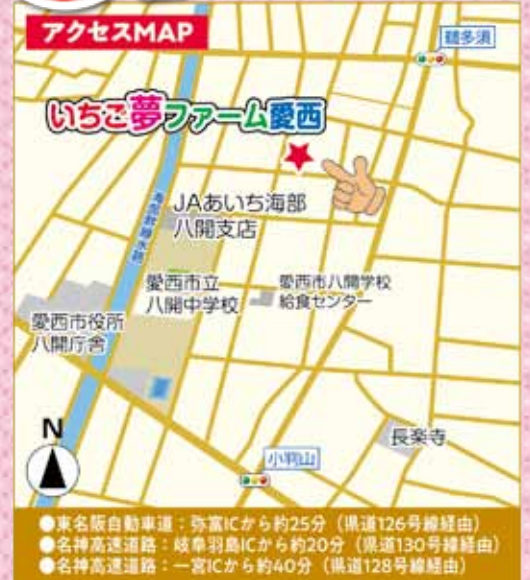 アクセスMAP
鵜多須
いちご夢ファーム愛西
海部幹線水路
JAあいち海部
八開支店
愛西市立
八開中学校
愛西市八開学校
給食センター
愛西市役所
八開庁舎
長楽寺
N
小判山
●東名阪自動車道：弥富ICから約25分（県道126号線経由）
●名神高速道路：岐阜羽島ICから約20分（県道130号線経由）
●名神高速道路：一宮ICから約40分（県道128号線経由）